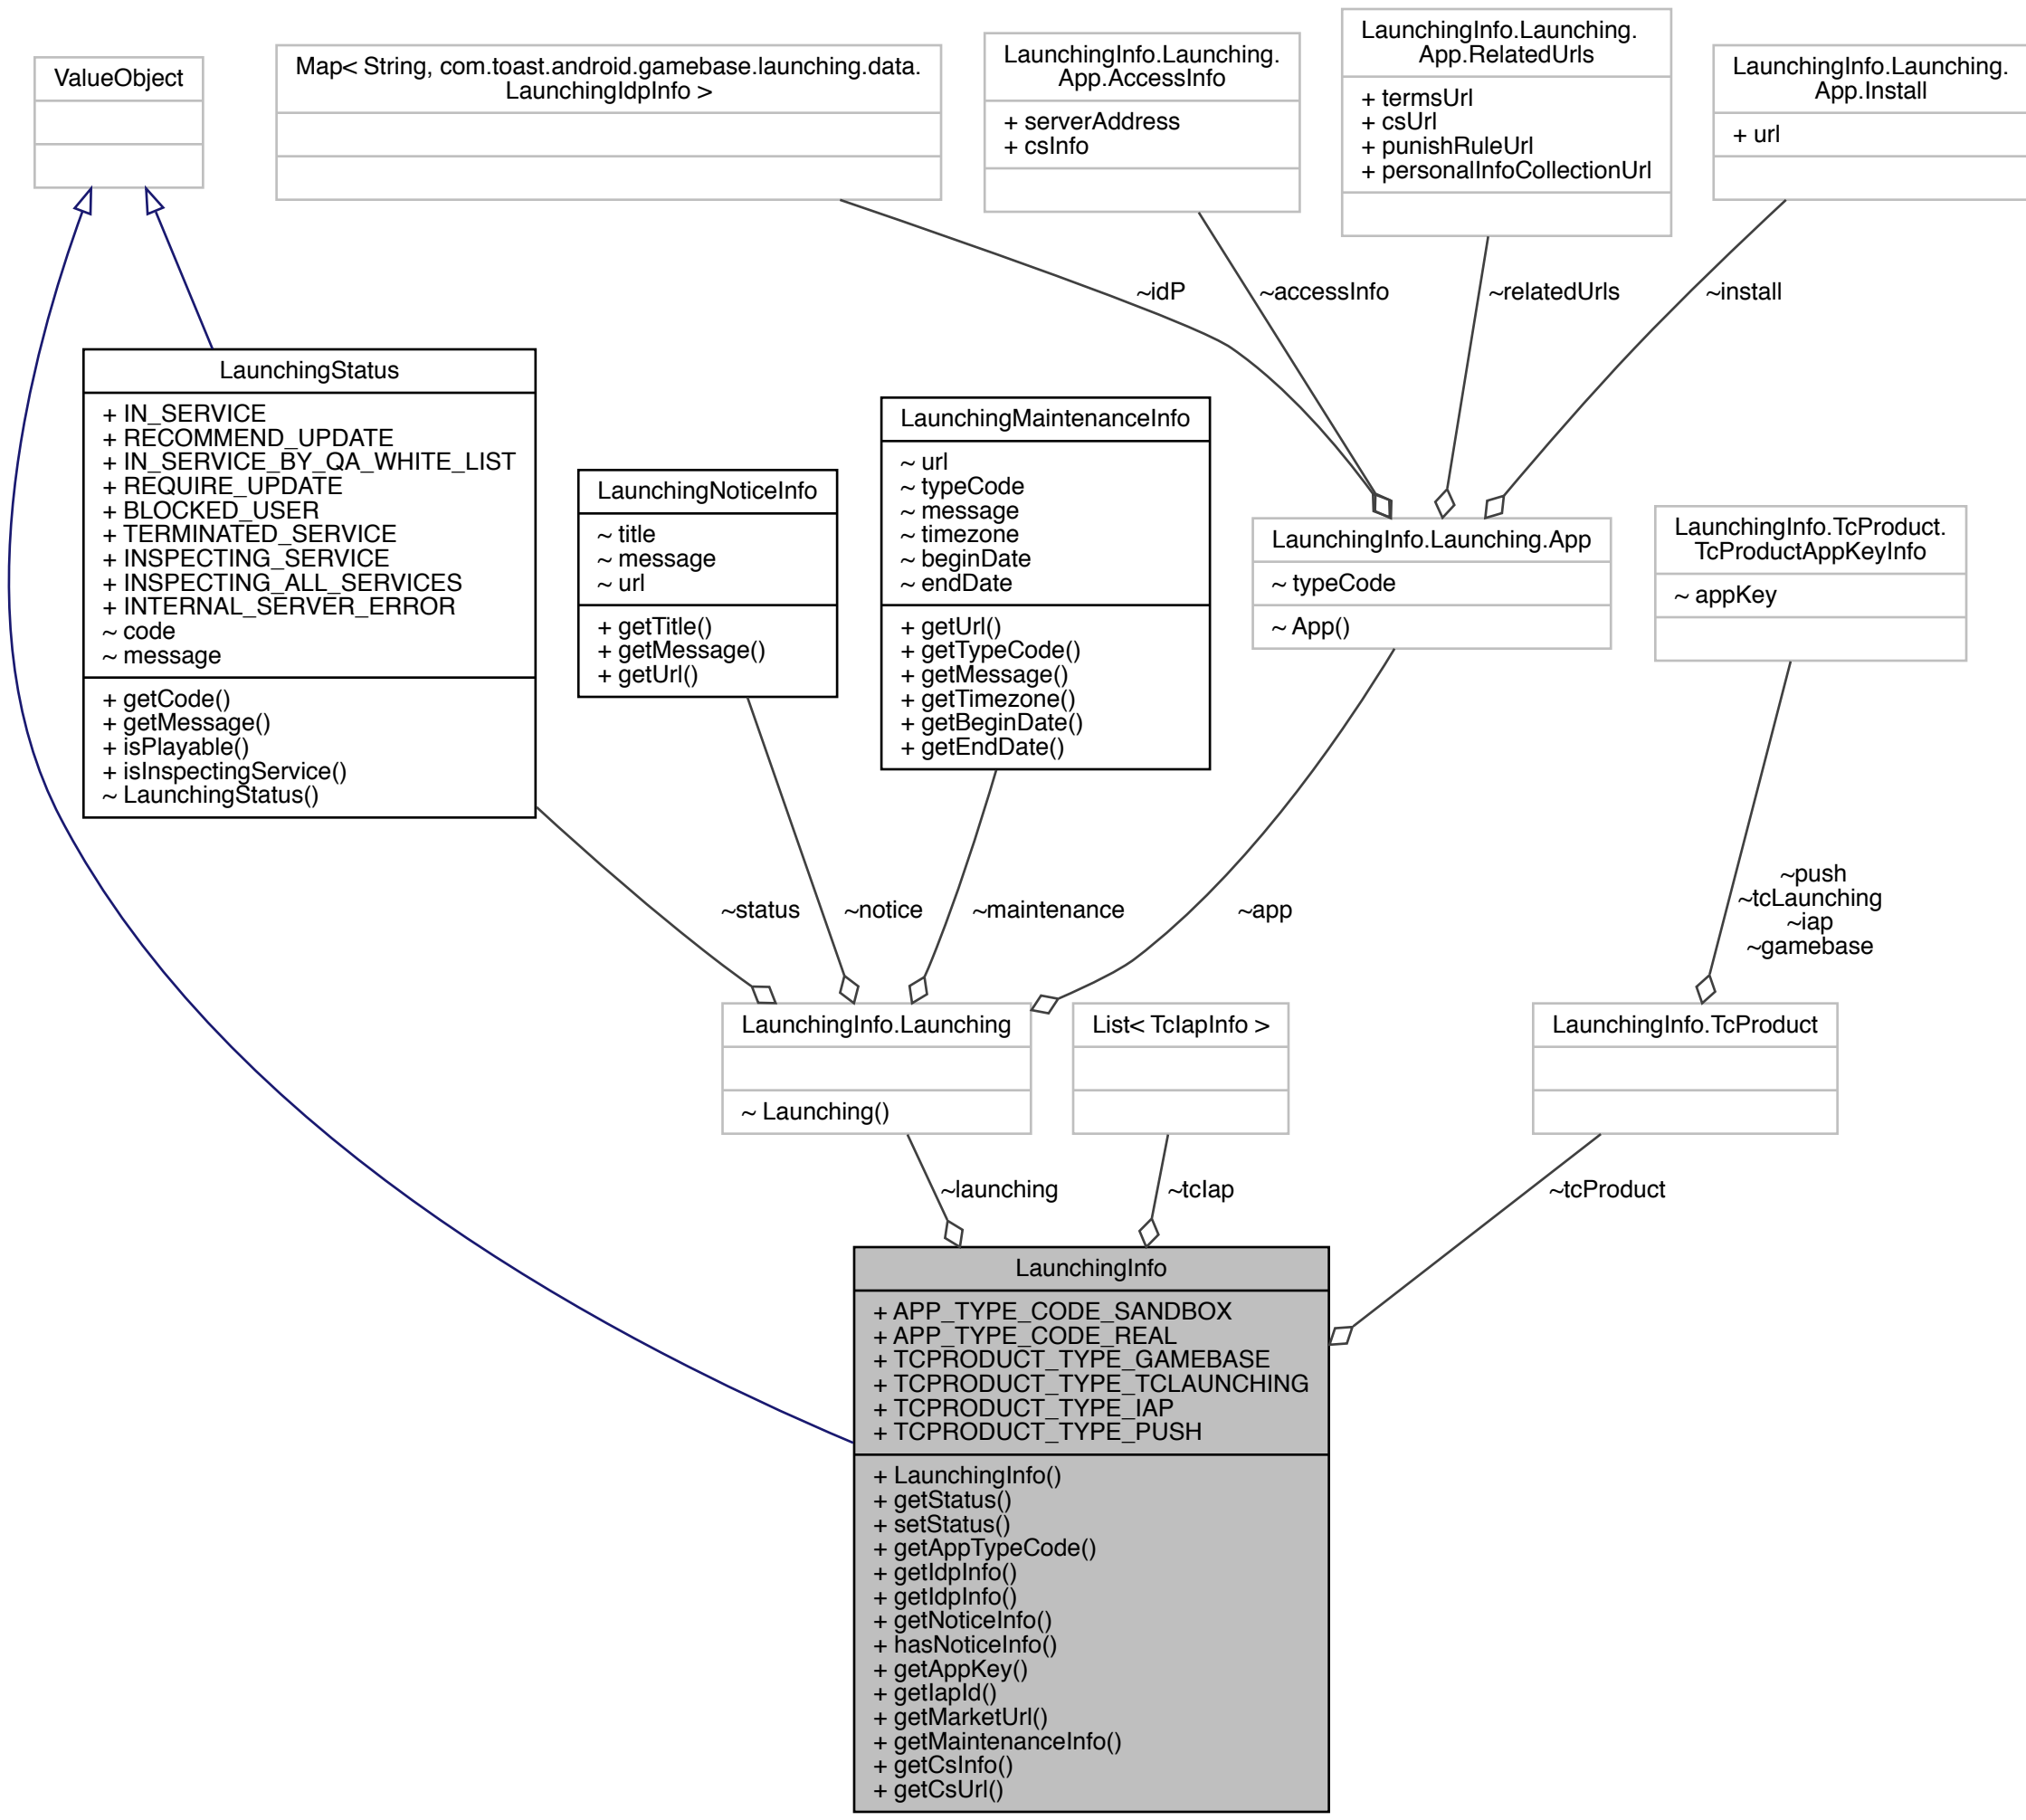 ValueObject
Map< String, com.toast.android.gamebase.launching.data.
LaunchingIdpInfo >
LaunchingInfo.Launching.
App.AccessInfo
+ serverAddress
+ csInfo
LaunchingInfo.Launching.
App.RelatedUrls
+ termsUrl
+ csUrl
+ punishRuleUrl
+ personalInfoCollectionUrl
LaunchingInfo.Launching.
App.Install
+ url
~idP
~accessInfo
~relatedUrls
~install
LaunchingStatus
+ IN_SERVICE
+ RECOMMEND_UPDATE
+ IN_SERVICE_BY_QA_WHITE_LIST
+ REQUIRE_UPDATE
+ BLOCKED_USER
+ TERMINATED_SERVICE
+ INSPECTING_SERVICE
+ INSPECTING_ALL_SERVICES
+ INTERNAL_SERVER_ERROR
~ code
~ message
+ getCode()
+ getMessage()
+ isPlayable()
+ isInspectingService()
~ LaunchingStatus()
LaunchingNoticeInfo
~ title
~ message
~ url
+ getTitle()
+ getMessage()
+ getUrl()
LaunchingMaintenanceInfo
~ url
~ typeCode
~ message
~ timezone
~ beginDate
~ endDate
+ getUrl()
+ getTypeCode()
+ getMessage()
+ getTimezone()
+ getBeginDate()
+ getEndDate()
LaunchingInfo.Launching.App
~ typeCode
~ App()
LaunchingInfo.TcProduct.
TcProductAppKeyInfo
~ appKey
~status
~notice
~maintenance
~app
~push
~tcLaunching
~iap
~gamebase
LaunchingInfo.Launching
~ Launching()
List< TcIapInfo >
LaunchingInfo.TcProduct
~launching
~tcIap
~tcProduct
LaunchingInfo
+ APP_TYPE_CODE_SANDBOX
+ APP_TYPE_CODE_REAL
+ TCPRODUCT_TYPE_GAMEBASE
+ TCPRODUCT_TYPE_TCLAUNCHING
+ TCPRODUCT_TYPE_IAP
+ TCPRODUCT_TYPE_PUSH
+ LaunchingInfo()
+ getStatus()
+ setStatus()
+ getAppTypeCode()
+ getIdpInfo()
+ getIdpInfo()
+ getNoticeInfo()
+ hasNoticeInfo()
+ getAppKey()
+ getIapId()
+ getMarketUrl()
+ getMaintenanceInfo()
+ getCsInfo()
+ getCsUrl()